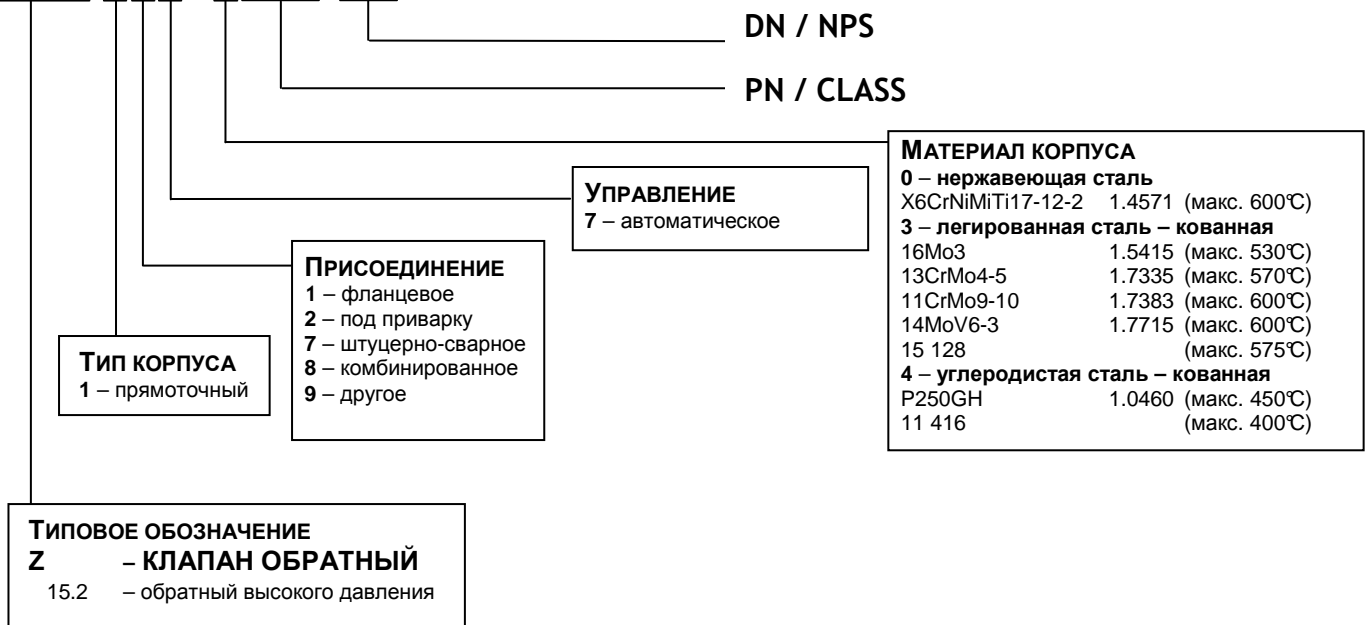 DN / NPS
PN / CLASS
МАТЕРИАЛ КОРПУСА
0 – нержавеющая сталь
X6CrNiMiTi17-12-2 1.4571 (макс. 600°C)
3 – легированная сталь – кованная
16Mo3 1.5415 (макс. 530°C)
13CrMo4-5 1.7335 (макс. 570°C)
11CrMo9-10 1.7383 (макс. 600°C)
14MoV6-3 1.7715 (макс. 600°C)
15 128 (макс. 575°C)
4 – углеродистая сталь – кованная
P250GH 1.0460 (макс. 450°C)
11 416 (макс. 400°C)
УПРАВЛЕНИЕ
7 – автоматическое
ПРИСОЕДИНЕНИЕ
1 – фланцевое
2 – под приварку
7 – штуцерно-сварное
8 – комбинированное
9 – другое
ТИП КОРПУСА
1 – прямоточный
ТИПОВОЕ ОБОЗНАЧЕНИЕ
Z – КЛАПАН ОБРАТНЫЙ
15.2 – обратный высокого давления